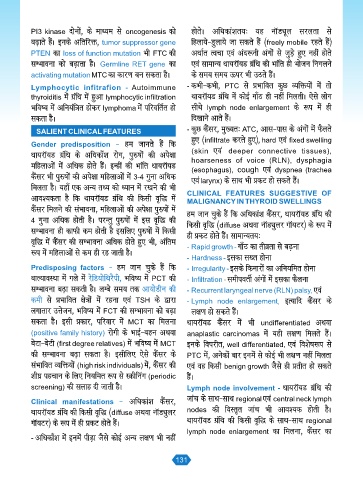 PI3 kinase दोनों, के माध्यम से oncogenesis को
बढ़ाते हैं। इनके अतिरिक्त, tumor suppressor gene
PTEN का loss of function mutation भी FTC की
सम्भावना को बढ़ाता है। Germline RET gene का
activating mutation MTC का कारण बन सकता है।
Lymphocytic infitrafion - Autoimmune
thyroiditis में ग्रंथि में हुआ lymphocytic infiltration
भविष्य में अनियंत्रित होकर lymphoma में परिवर्तित हो
सकता है।
SALIENT CLINICAL FEATURES
Gender predisposition - हम जानते हैं कि
थायरॉयड ग्रंथि के अधिकाँश रोग, पुरुषों की अपेक्षा
महिलाओं में अधिक होते हैं। इन्हीं की भांति थायरॉयड
कैंसर भी पुरुषों की अपेक्षा महिलाओं में 3-4 गुना अधिक
मिलता है। यहाँ एक अन्य तथ्य को ध्यान में रखने की भी
आवश्यकता है कि थायरॉयड ग्रंथि की किसी वृद्धि में
कैंसर मिलने की संभावना, महिलाओं की अपेक्षा पुरुषों में
4 गुना अधिक होती है। परन्तु पुरुषों में इस वृद्धि की
सम्भावना ही काफी कम होती है इसलिए पुरुषों में किसी
वृद्धि में कैंसर की सम्भावना अधिक होते हुए भी, अंतिम
रूप में महिलाओं से कम ही रह जाती है।
Predisposing factors - हम जान चुके हैं कि
बाल्यावस्था में गले में रेडियोथिरैपी, भविष्य में PCT की
सम्भावना बढ़ा सकती है। लम्बे समय तक आयोडीन की
कमी से प्रभावित क्षेत्रों में रहना एवं TSH के द्वारा
लगातार उत्तेजन, भविष्य में FCT की सम्भावना को बढ़ा
सकता है। इसी प्रकार, परिवार में MCT का मिलना
(positive family history) रोगी के भाई-बहन अथवा
बेटा-बेटी (first degree relatives) में भविष्य में MCT
की सम्भावना बढ़ा सकता है। इसीलिए ऐसे कैंसर के
संभावित व्यक्तियों (high risk individuals) में, कैंसर की
शीघ्र पहचान के लिए नियमित रूप से स्क्रीनिंग (periodic
screening) की सलाह दी जाती है।
Clinical manifestations - अधिकांश कैंसर,
थायरॉयड ग्रंथि की किसी वृद्धि (diffuse अथवा नॉड्यूलर
गॉयटर) के रूप में ही प्रकट होते हैं।
- अधिकाँश में इनमें पीड़ा जैसे कोई अन्य लक्षण भी नहीं
होते। अधिकांशतः यह नॉड्यूल सरलता से
हिलाये-डुलाये जा सकते हैं (freely mobile रहते हैं)
अर्थात त्वचा एवं अंदरूनी अंगों से जुड़े हुए नहीं होते
एवं सामान्य थायरॉयड ग्रंथि की भांति ही भोजन निगलने
के समय समय ऊपर भी उठते हैं।
- कभी-कभी, PTC से प्रभावित कुछ व्यक्तियों में तो
थायरॉयड ग्रंथि में कोई गाँठ ही नहीं मिलती। ऐसे लोग
सीधे lymph node enlargement के रूप में ही
दिखाने आते हैं।
- कुछ कैंसर, मुख्यतः ATC, आस-पास के अंगों में फैलते
हुए (infiltrate करते हुए), hard एवं fixed swelling
(skin एवं deeper connective tissues),
hoarseness of voice (RLN), dysphagia
(esophagus), cough एवं dyspnea (trachea
एवं larynx) के साथ भी प्रकट हो सकते हैं।
CLINICAL FEATURES SUGGESTIVE OF
MALIGNANCY IN THYROID SWELLINGS
हम जान चुके हैं कि अधिकांश कैंसर, थायरॉयड ग्रंथि की
किसी वृद्धि (diffuse अथवा नॉड्यूलर गॉयटर) के रूप में
ही प्रकट होते हैं। सामान्यतः
- Rapid growth - गाँठ का तीव्रता से बढ़ना
- Hardness - इसका सख्त होना
- Irregularity - इसके किनारों का अनियमित होना
- Infiltration - समीपवर्ती अंगों में इसका फैलना
- Recurrent laryngeal nerve (RLN) palsy, एवं
- Lymph node enlargement, इत्यादि कैंसर के
लक्षण हो सकते हैं।
थायरॉयड कैंसर में भी undifferentiated अथवा
anaplastic carcinomas में यही लक्षण मिलते हैं।
इनके विपरीत, well differentiated, एवं विशेषरूप से
PTC में, अनेकों बार इनमें से कोई भी लक्षण नहीं मिलता
एवं वह किसी benign growth जैसे ही प्रतीत हो सकते
हैं।
Lymph node involvement - थायरॉयड ग्रंथि की
जांच के साथ-साथ regional एवं central neck lymph
nodes की विस्तृत जांच भी आवश्यक होती है।
थायरॉयड ग्रंथि की किसी वृद्धि के साथ-साथ regional
lymph node enlargement का मिलना, कैंसर का
131